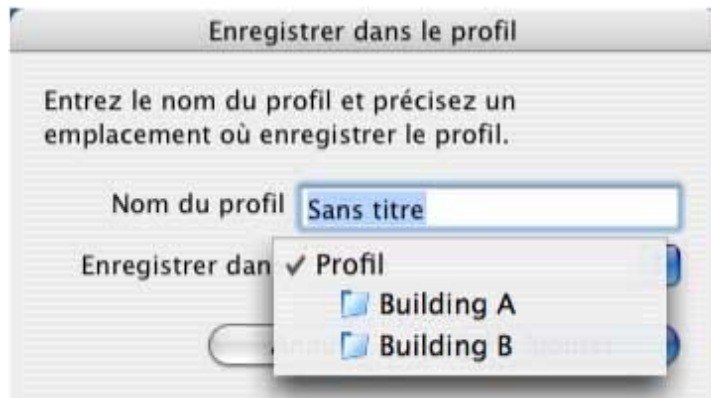 Enregistrer dans le profil
Entrez le nom du profil et précisez un
emplacement où enregistrer le profil.
Nom du profil Sans titre
Enregistrer dan ✓ Profil
Building A
Building B